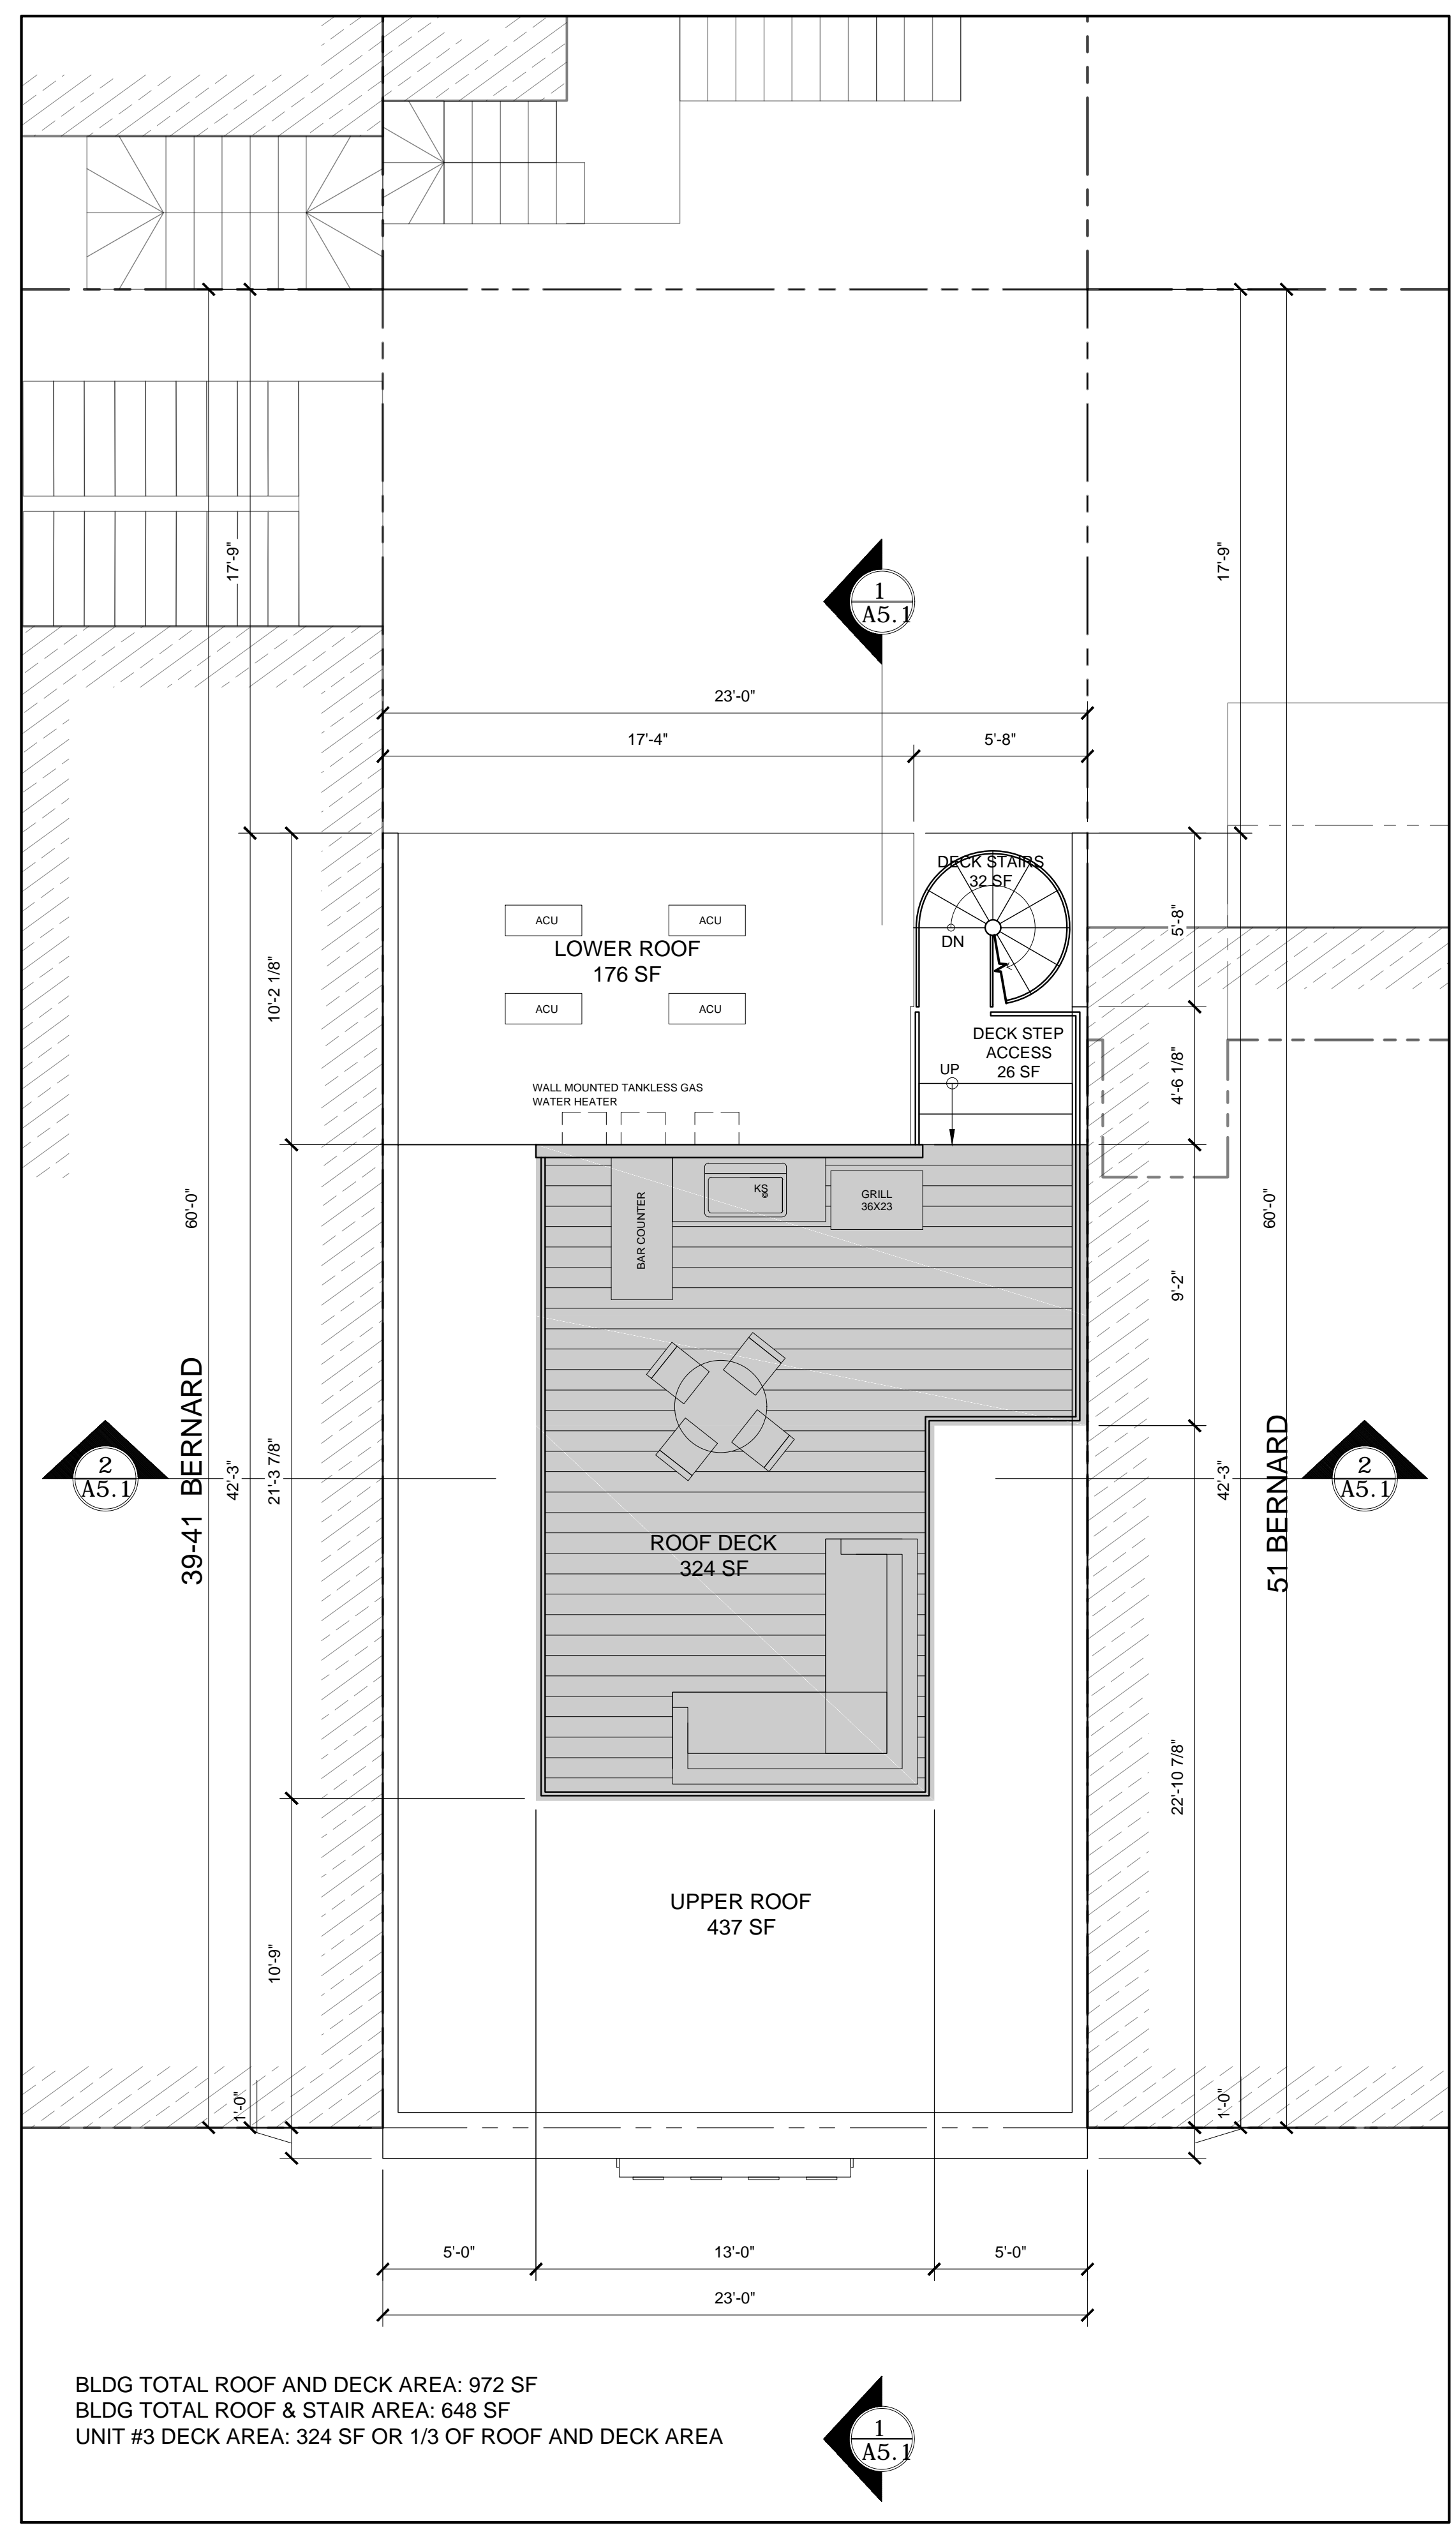 17'-9"
17'-9"
1
A5.1
23'-0"
17'-4"
5'-8"
DECK STAIRS
32 SF
DN
ACU
ACU
LOWER ROOF
176 SF
ACU
ACU
10'-2 1/8"
5'-8"
DECK STEP
ACCESS
26 SF
UP
4'-6 1/8"
WALL MOUNTED TANKLESS GAS
WATER HEATER
BAR COUNTER
KS
GRILL
36X23
60'-0"
60'-0"
9'-2"
39-41 BERNARD
51 BERNARD
2
A5.1
42'-3"
21'-3 7/8"
42'-3"
2
A5.1
ROOF DECK
324 SF
22'-10 7/8"
UPPER ROOF
437 SF
10'-9"
1'-0"
1'-0"
5'-0"
13'-0"
5'-0"
23'-0"
BLDG TOTAL ROOF AND DECK AREA: 972 SF
BLDG TOTAL ROOF & STAIR AREA: 648 SF
UNIT #3 DECK AREA: 324 SF OR 1/3 OF ROOF AND DECK AREA
1
A5.1